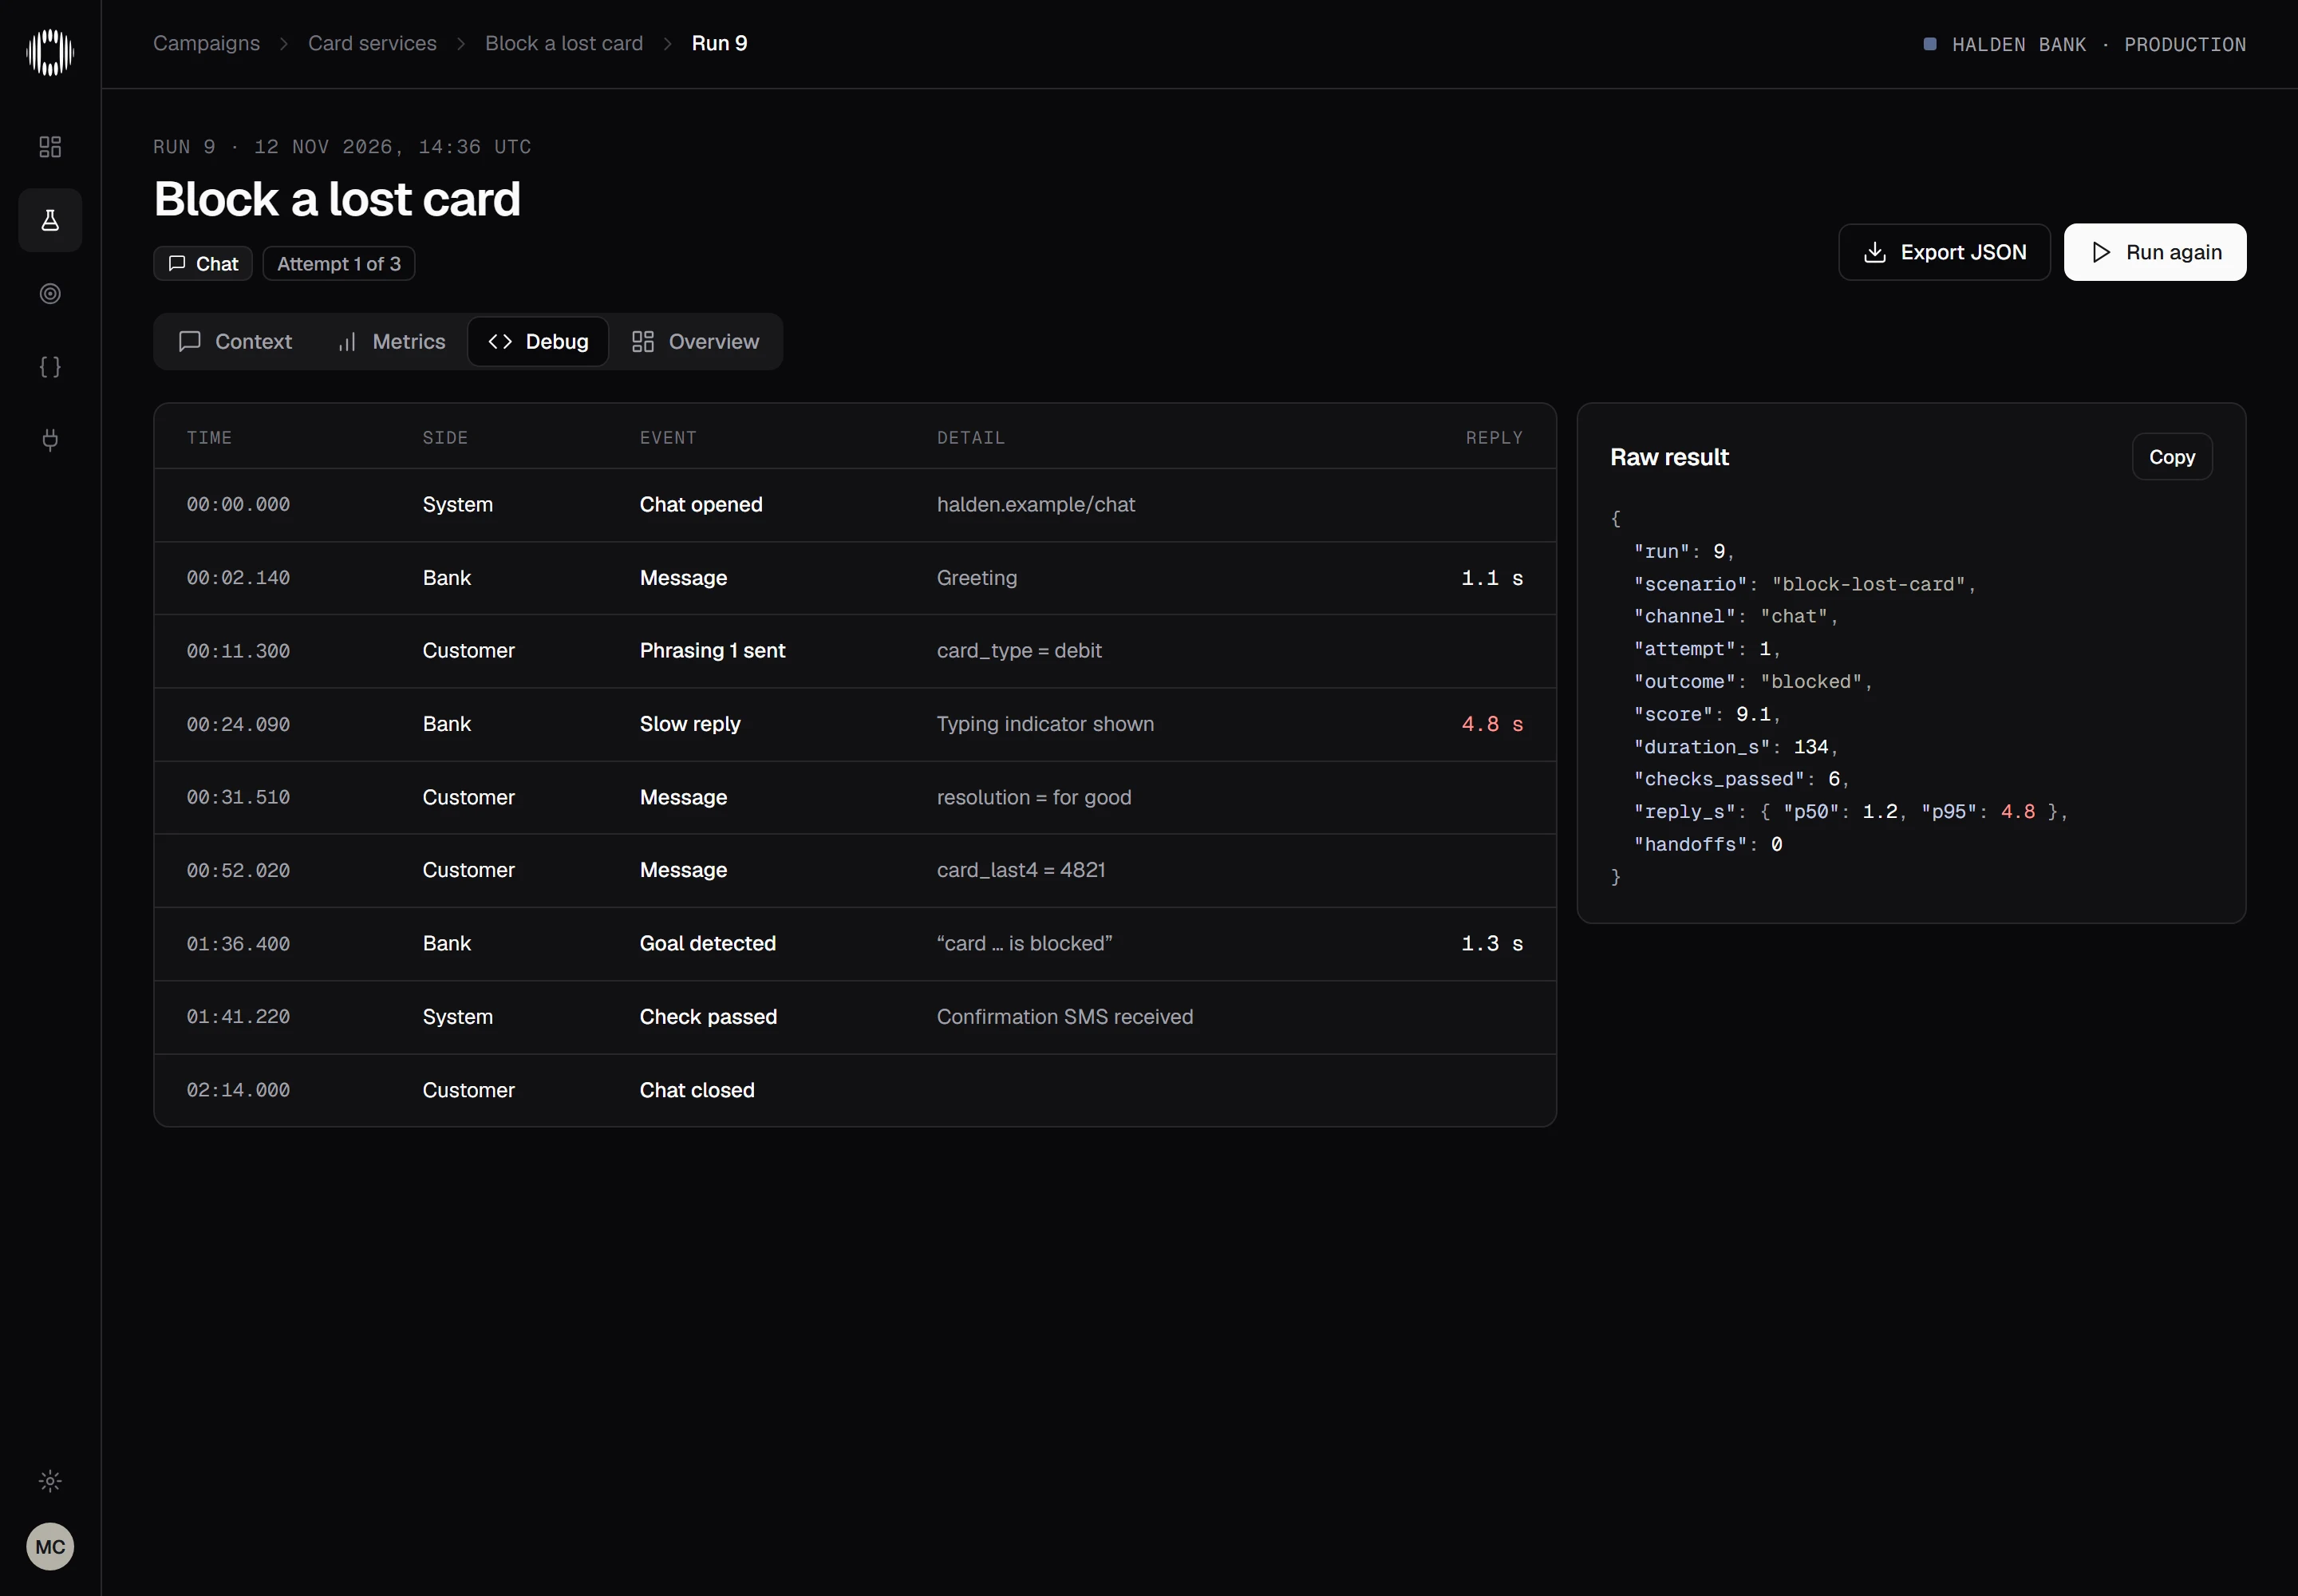 Campaigns > Card services > Block a lost card > Run 9
HALDEN BANK · PRODUCTION
RUN 9 · 12 NOV 2026, 14:36 UTC
Block a lost card
Chat
Attempt 1 of 3
Export JSON
Run again
Context
Metrics
Debug
Overview
TIME SIDE EVENT DETAIL REPLY
00:00.000 System Chat opened halden.example/chat
00:02.140 Bank Message Greeting 1.1 s
00:11.300 Customer Phrasing 1 sent card_type = debit
00:24.090 Bank Slow reply Typing indicator shown 4.8 s
00:31.510 Customer Message resolution = for good
00:52.020 Customer Message card_last4 = 4821
01:36.400 Bank Goal detected “card … is blocked” 1.3 s
01:41.220 System Check passed Confirmation SMS received
02:14.000 Customer Chat closed
Raw result
Copy
{
"run": 9,
"scenario": "block-lost-card",
"channel": "chat",
"attempt": 1,
"outcome": "blocked",
"score": 9.1,
"duration_s": 134,
"checks_passed": 6,
"reply_s": { "p50": 1.2, "p95": 4.8 },
"handoffs": 0
}
MC